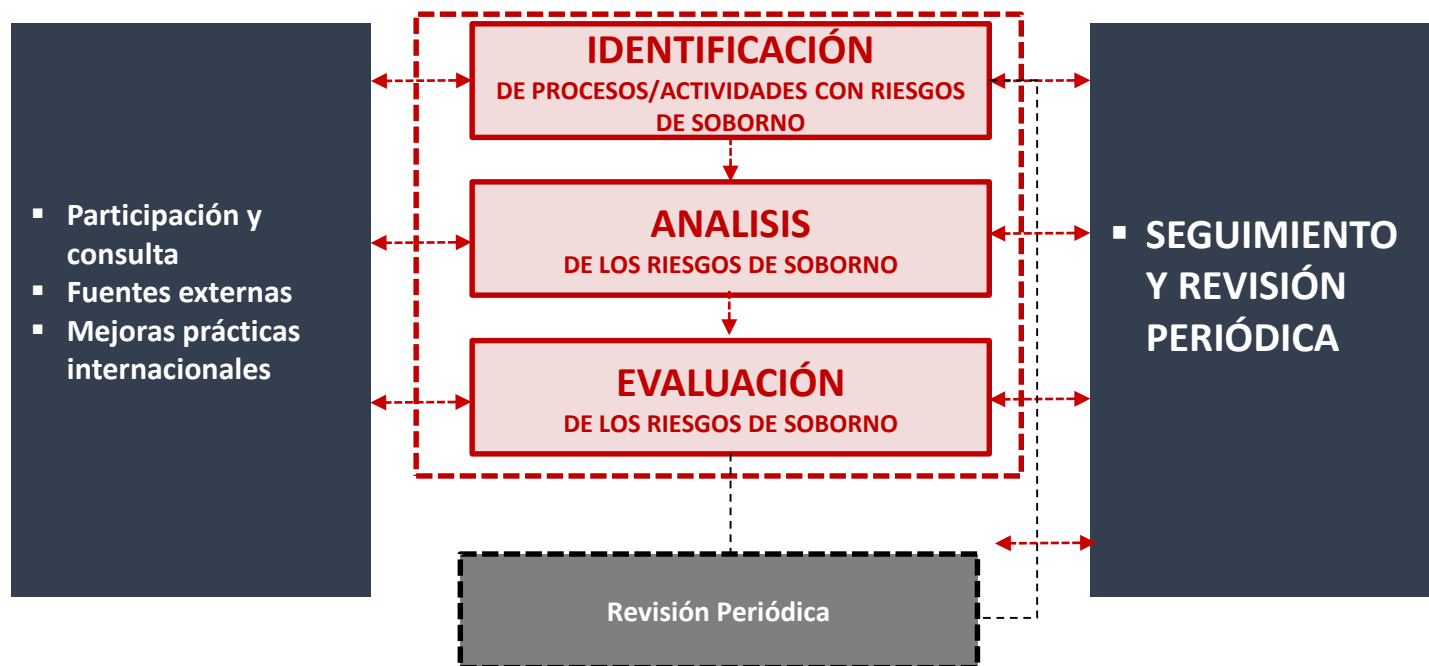 ▪ Participación y
consulta
▪ Fuentes externas
▪ Mejoras prácticas
internacionales
IDENTIFICACIÓN
DE PROCESOS/ACTIVIDADES CON RIESGOS
DE SOBORNO
ANALISIS
DE LOS RIESGOS DE SOBORNO
EVALUACIÓN
DE LOS RIESGOS DE SOBORNO
Revisión Periódica
▪ SEGUIMIENTO
Y REVISIÓN
PERIÓDICA